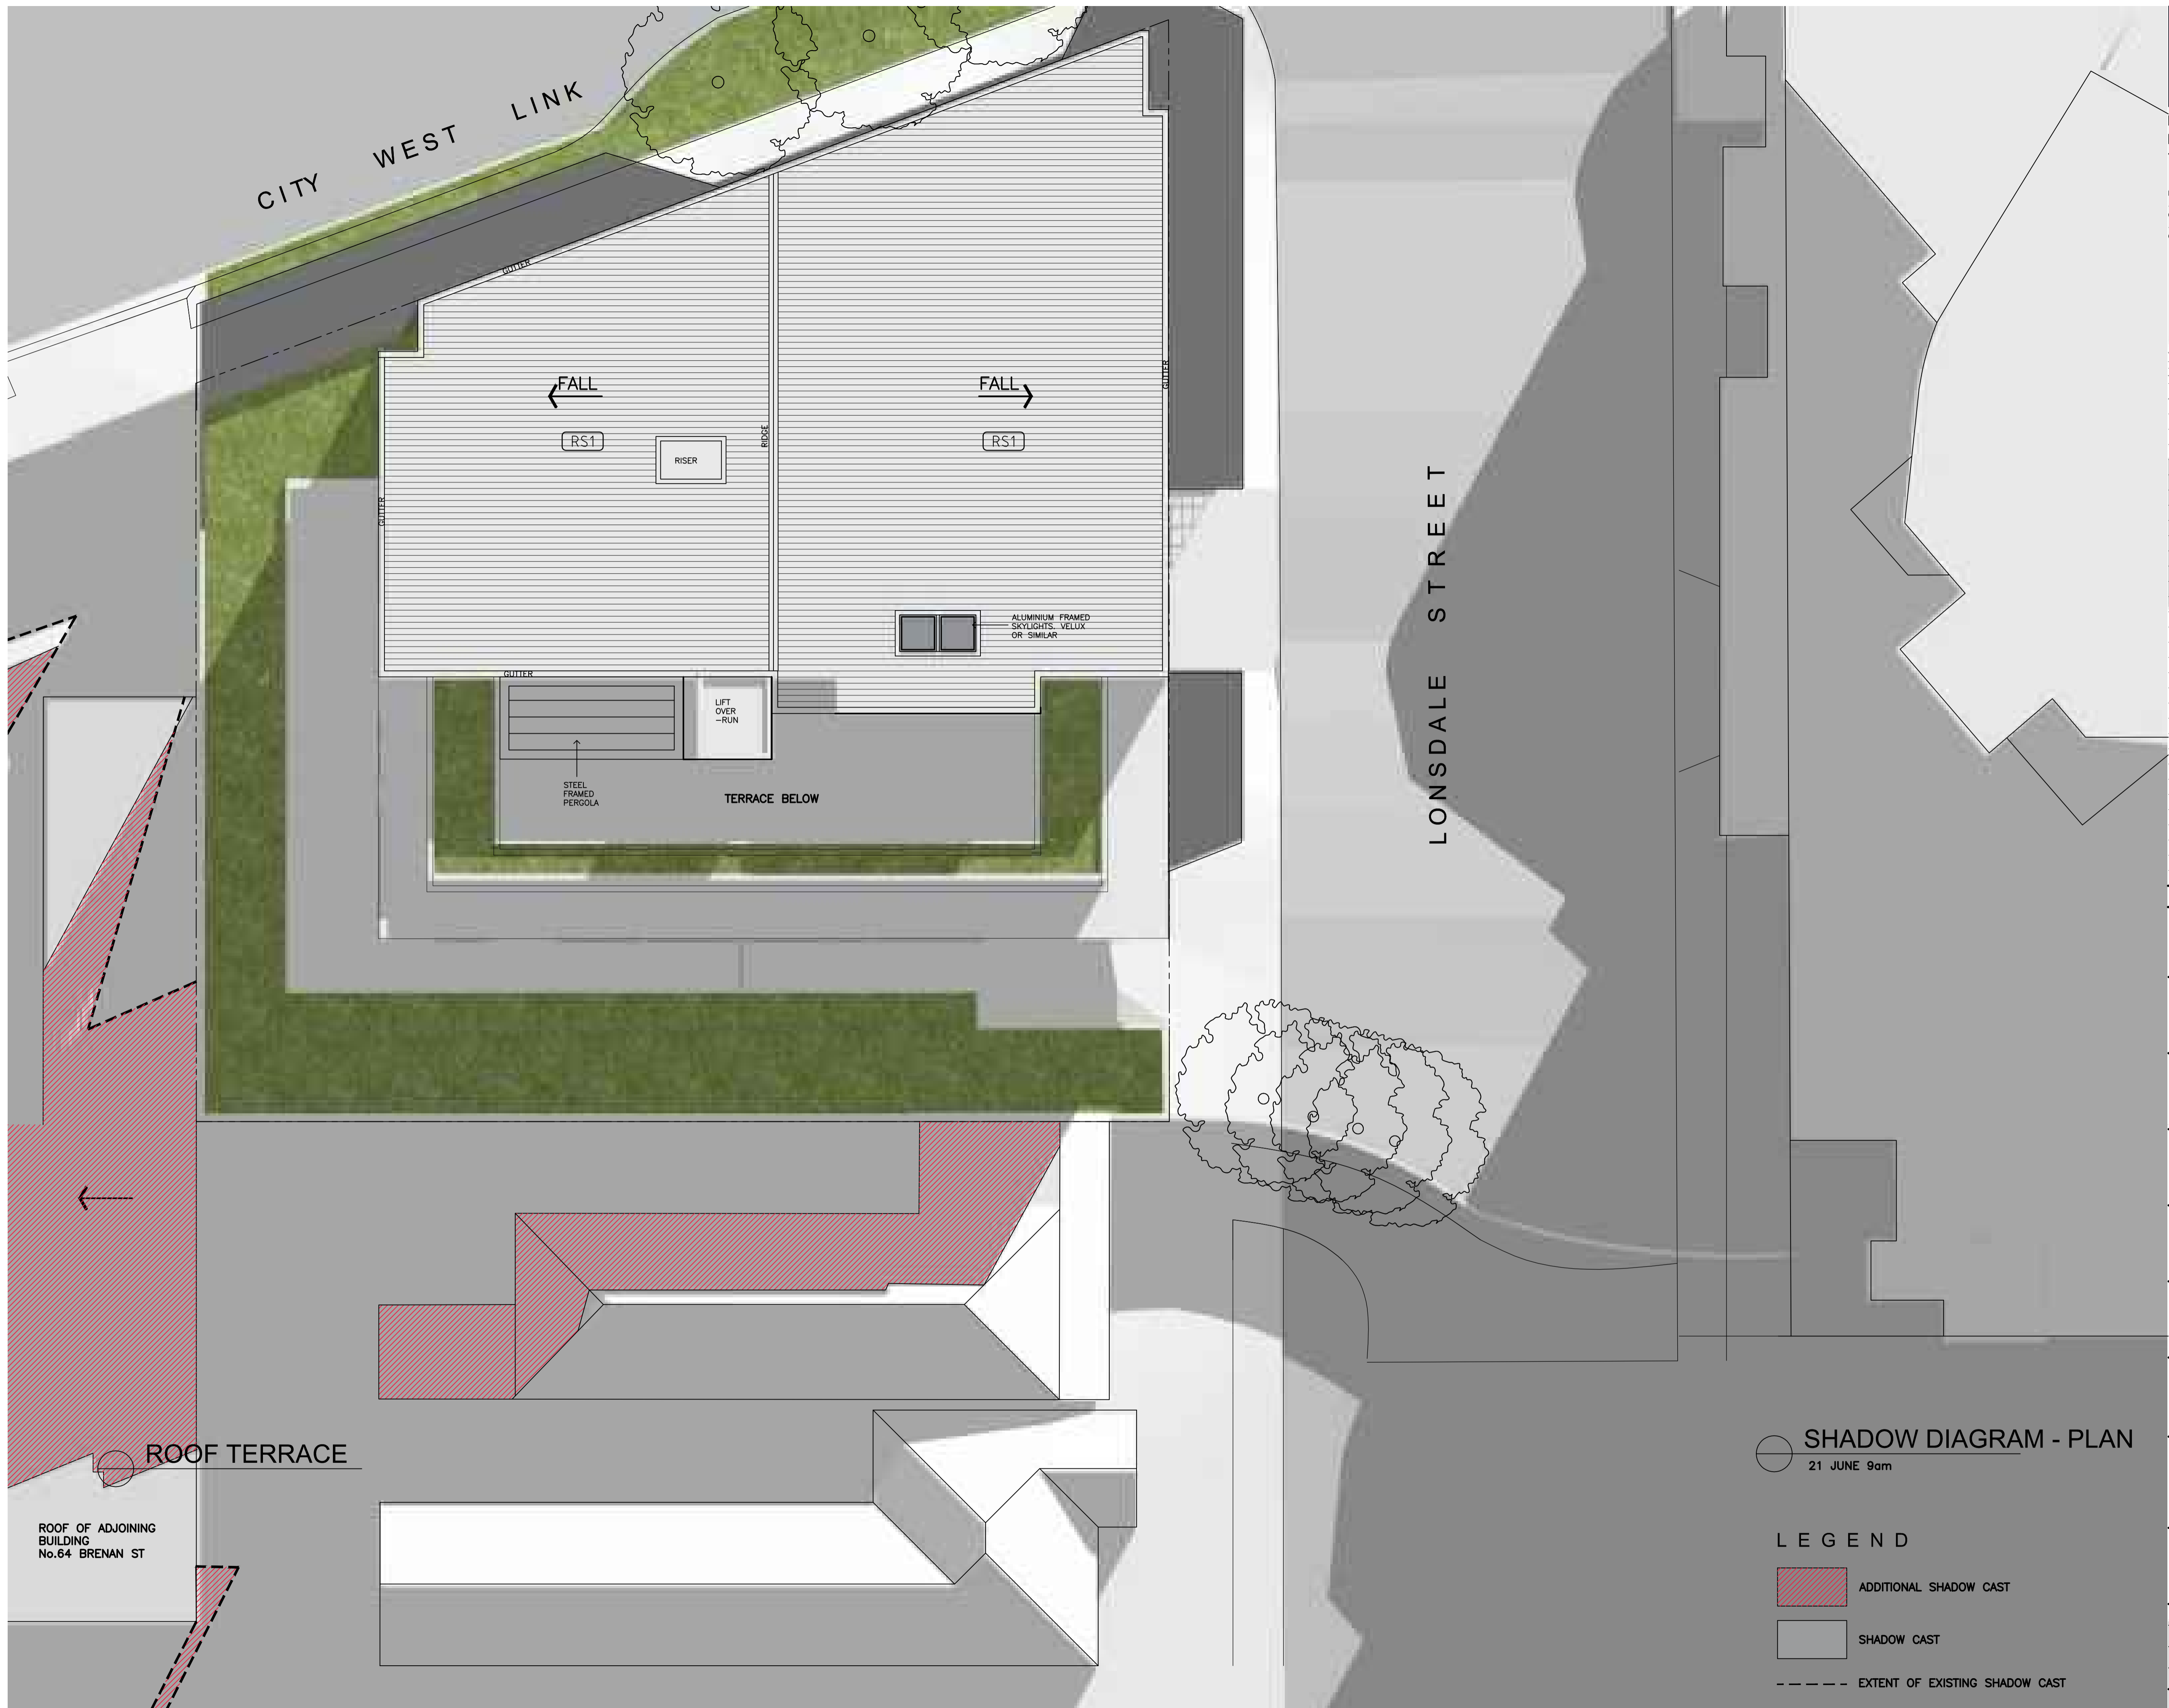 CITY WEST LINK
GUTTER
FALL
FALL
GUTTER
RS1
RS1
RIDGE
RISER
GUTTER
LONSDALE STREET
ALUMINIUM FRAMED
SKYLIGHTS. VELUX
OR SIMILAR
GUTTER
LIFT
OVER
-RUN
STEEL
FRAMED
PERGOLA
TERRACE BELOW
ROOF TERRACE
SHADOW DIAGRAM - PLAN
21 JUNE 9am
ROOF OF ADJOINING
BUILDING
No.64 BRENAN ST
LEGEND
ADDITIONAL SHADOW CAST
SHADOW CAST
EXTENT OF EXISTING SHADOW CAST